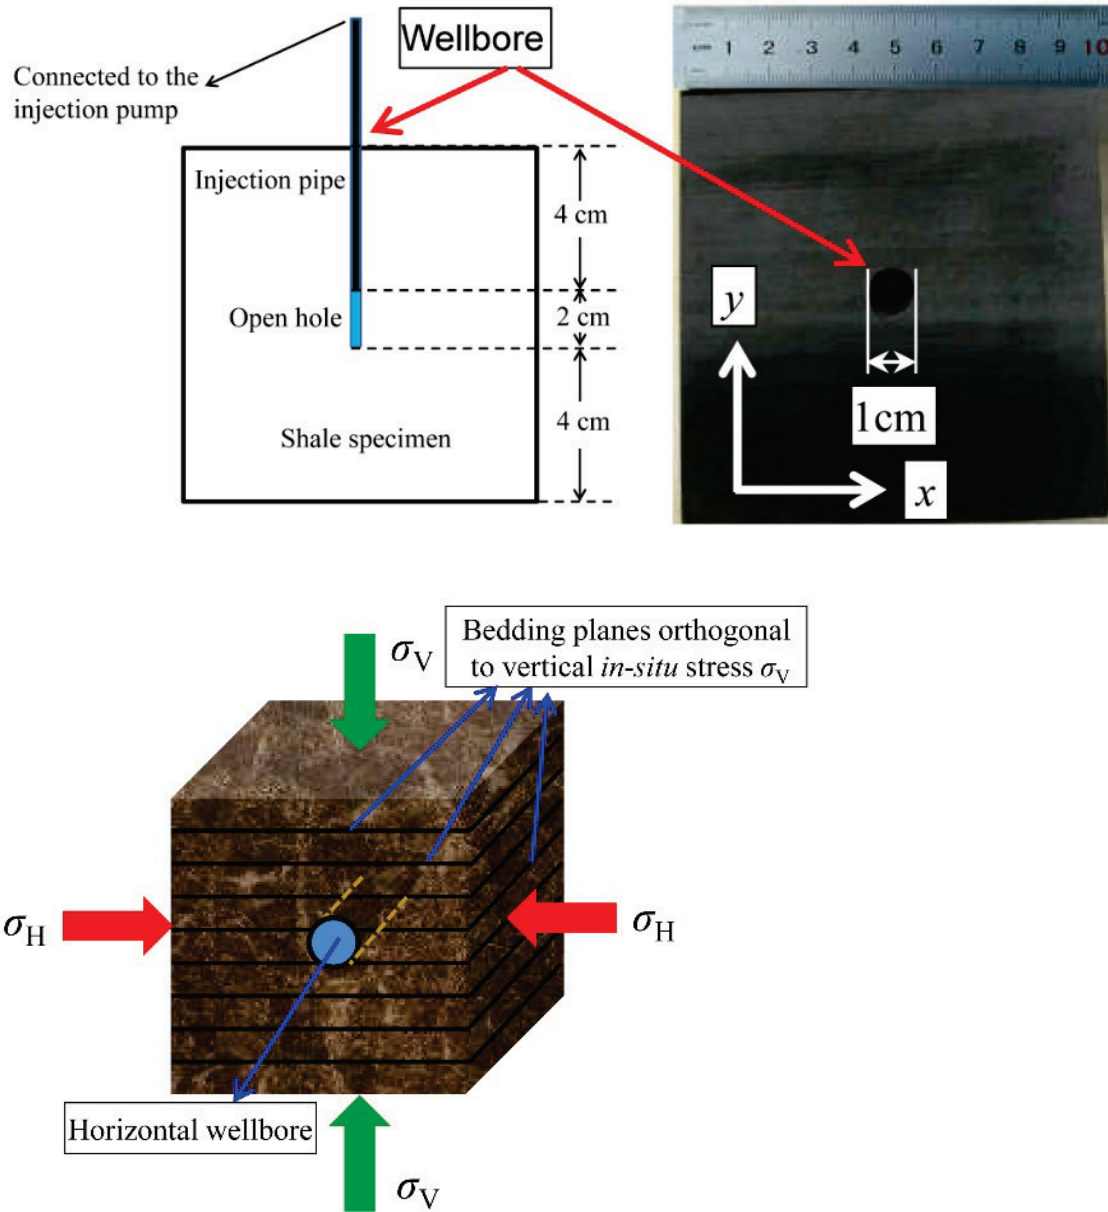 Wellbore
Connected to the
injection pump
Injection pipe
4 cm
Open hole
2 cm
Shale specimen
4 cm
1 2 3 4 5 6 7 8 9 10
y
1cm
x
Bedding planes orthogonal
to vertical in-situ stress σV
σV
σH
σH
Horizontal wellbore
σV